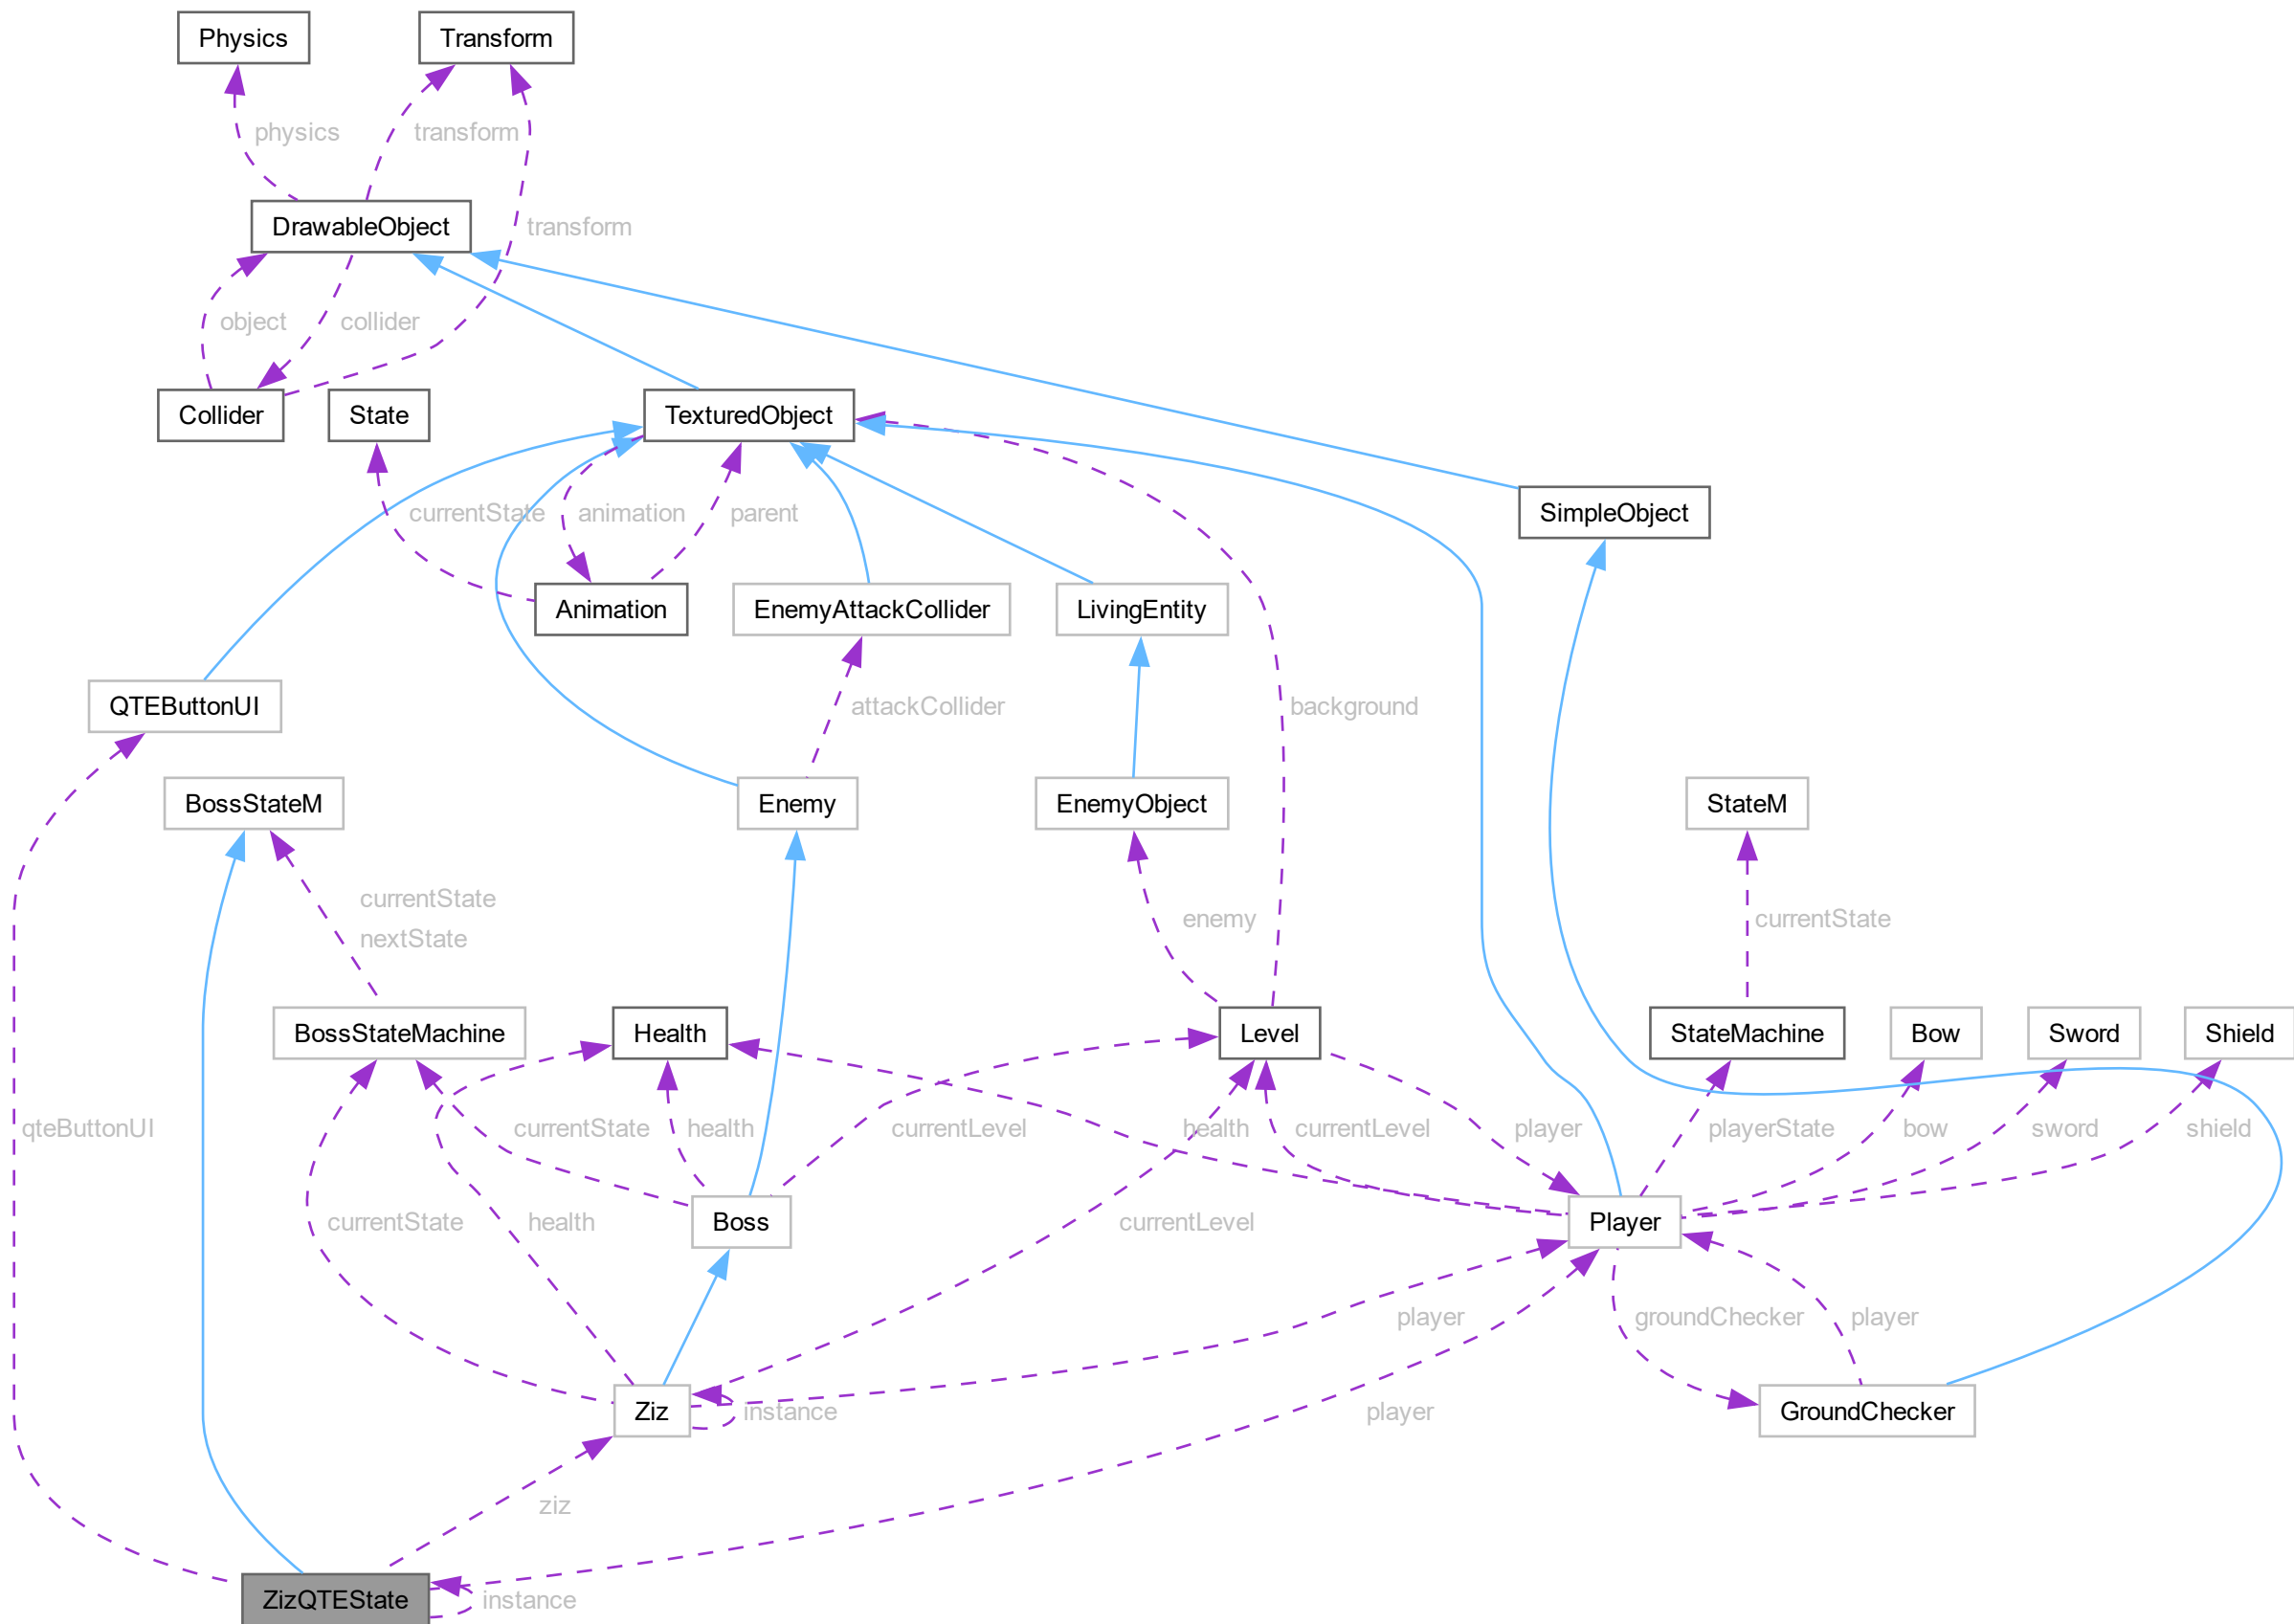 Physics
Transform
physics
transform
DrawableObject
transform
object
collider
Collider
State
TexturedObject
currentState
animation
parent
SimpleObject
Animation
EnemyAttackCollider
LivingEntity
QTEButtonUI
attackCollider
background
BossStateM
Enemy
EnemyObject
StateM
currentState
nextState
enemy
currentState
BossStateMachine
Health
Level
StateMachine
Bow
Sword
Shield
qteButtonUI
currentState
health
currentLevel
health
currentLevel
player
playerState
bow
sword
shield
currentState
health
Boss
currentLevel
Player
player
groundChecker
player
Ziz
instance
player
GroundChecker
ziz
ZizQTEState
instance